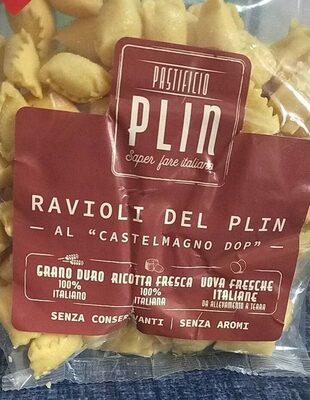 PASTIFICIO
PLIN
Saper fare italiano
RAVIOLI DEL PLIN
— AL "CASTELMAGNO DOP" —
GRANO DURO
100%
ITALIANO
RICOTTA FRESCA
100%
ITALIANA
UOVA FRESCHE
ITALIANE
DA ALLEVAMENTO A TERRA
SENZA CONSERVANTI | SENZA AROMI